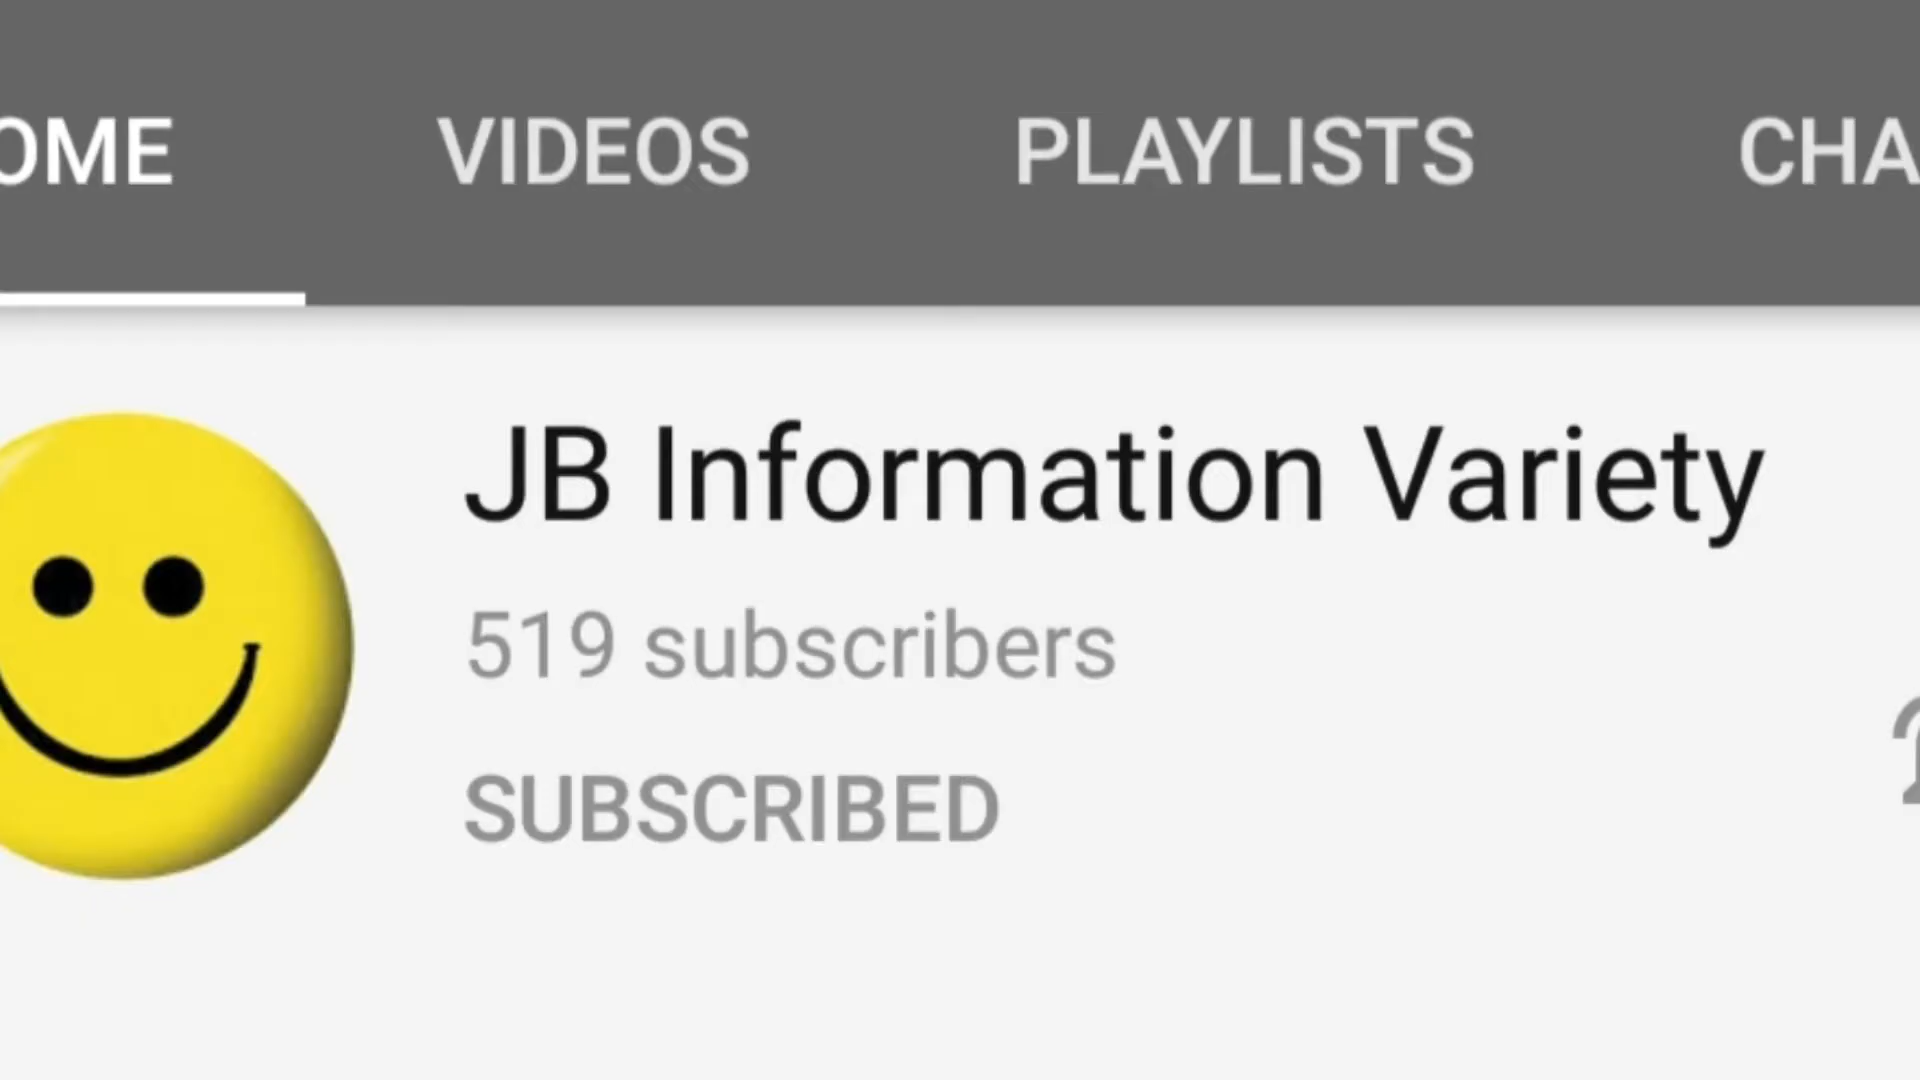 OME VIDEOS PLAYLISTS CHA
JB Information Variety
519 subscribers
SUBSCRIBED